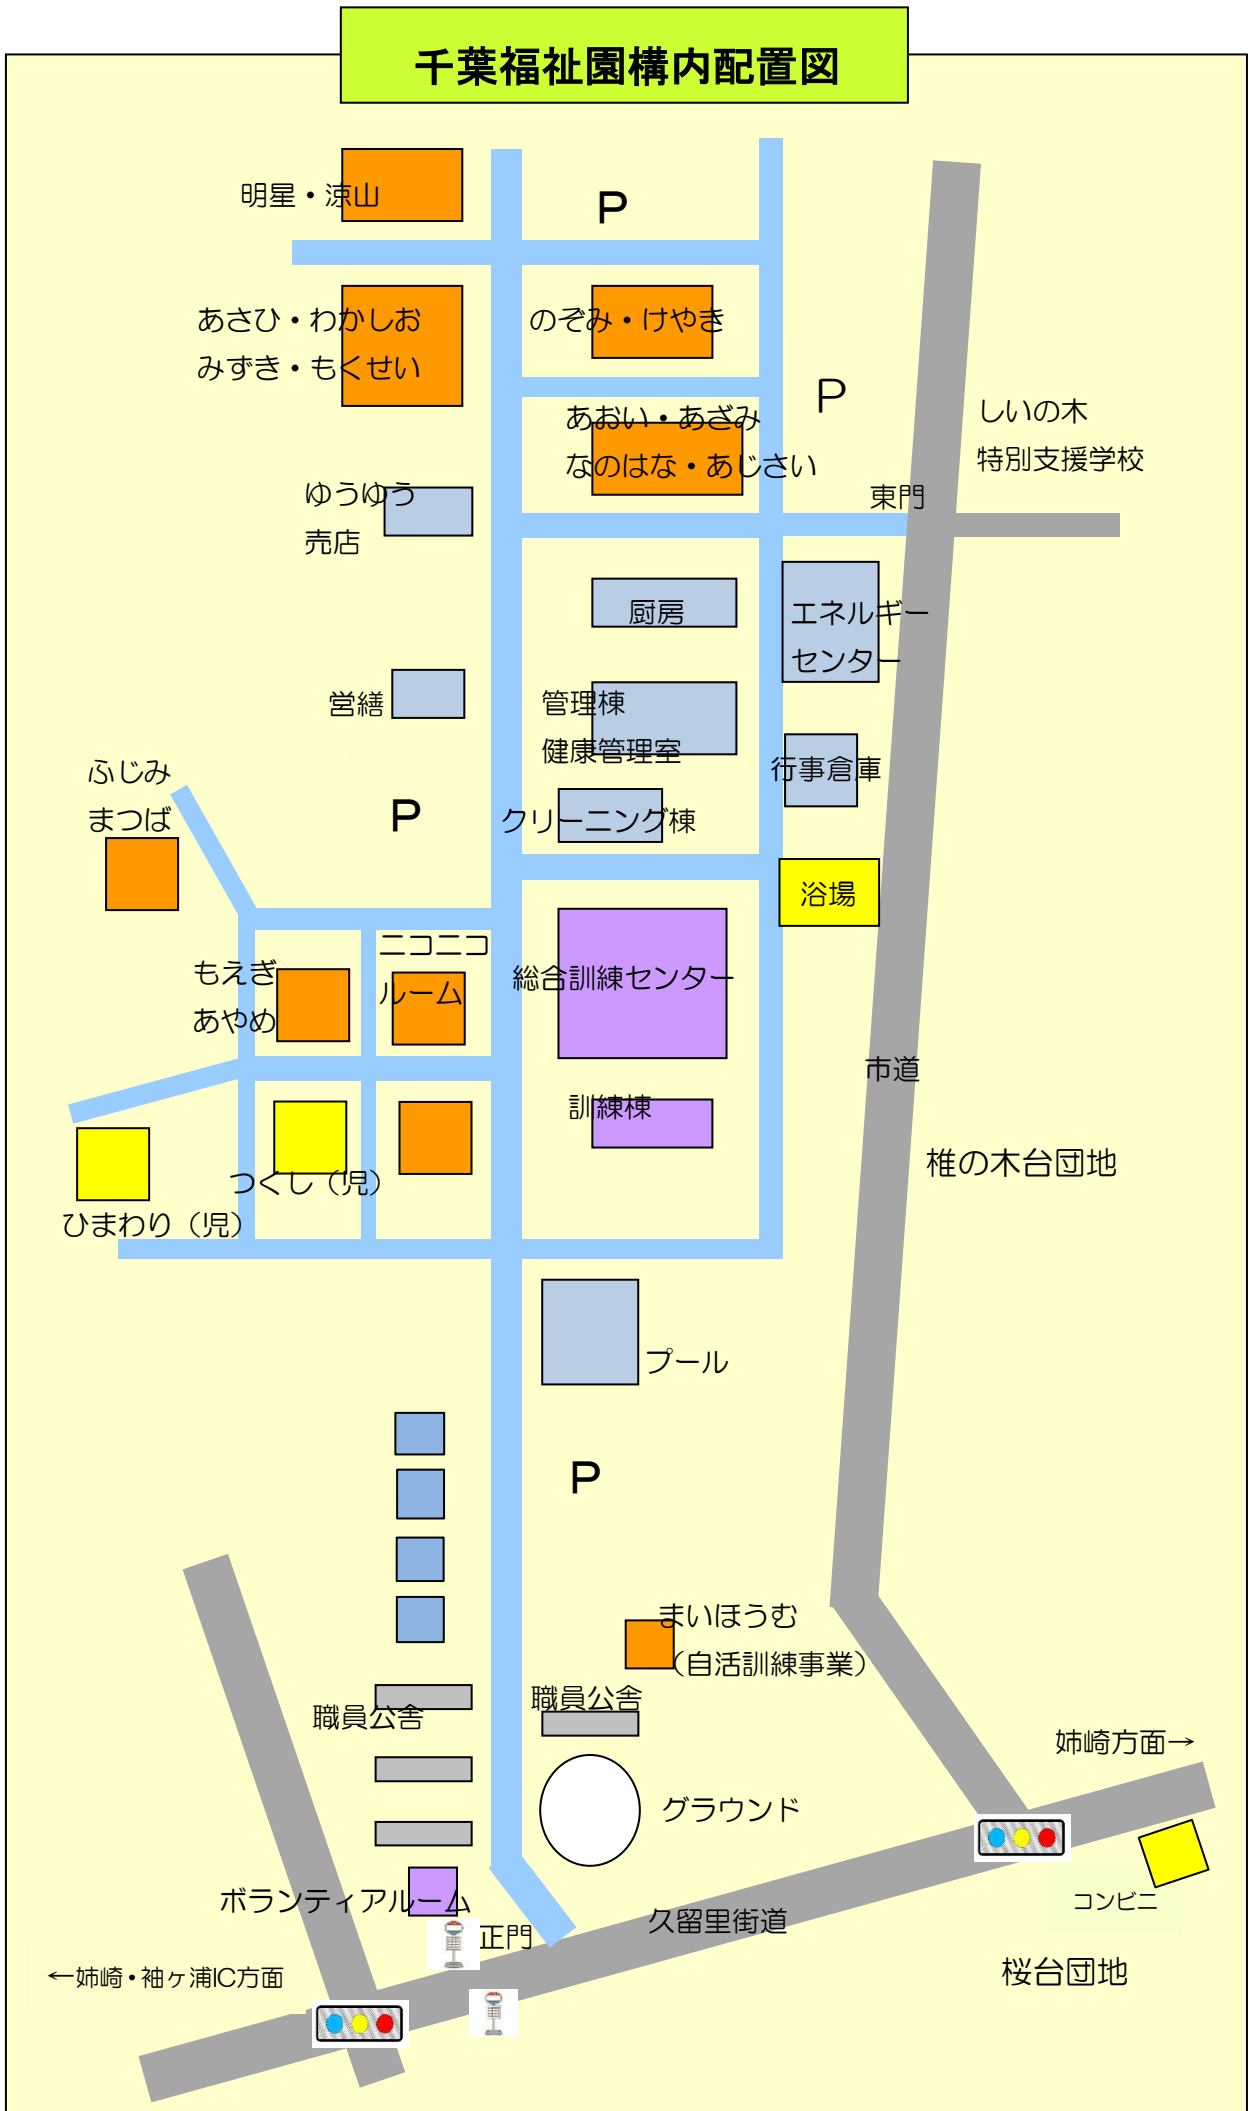 千葉福祉園構内配置図
明星・涼山
P
あさひ・わかしお
みずき・もくせい
のぞみ・けやき
P
あおい・あざみ
なのはな・あじさい
しいの木
特別支援学校
東門
ゆうゆう
売店
厨房
エネルギー
センター
営繕
管理棟
健康管理室
行事倉庫
ふじみ
まつば
P
クリーニング棟
浴場
ニコニコ
ルーム
もえぎ
あやめ
総合訓練センター
市道
訓練棟
椎の木台団地
つくし（児）
ひまわり（児）
プール
P
まいほうむ
（自活訓練事業）
職員公舎
職員公舎
姉崎方面→
グラウンド
ボランティアルーム
正門
久留里街道
コンビニ
←姉崎・袖ヶ浦IC方面
桜台団地